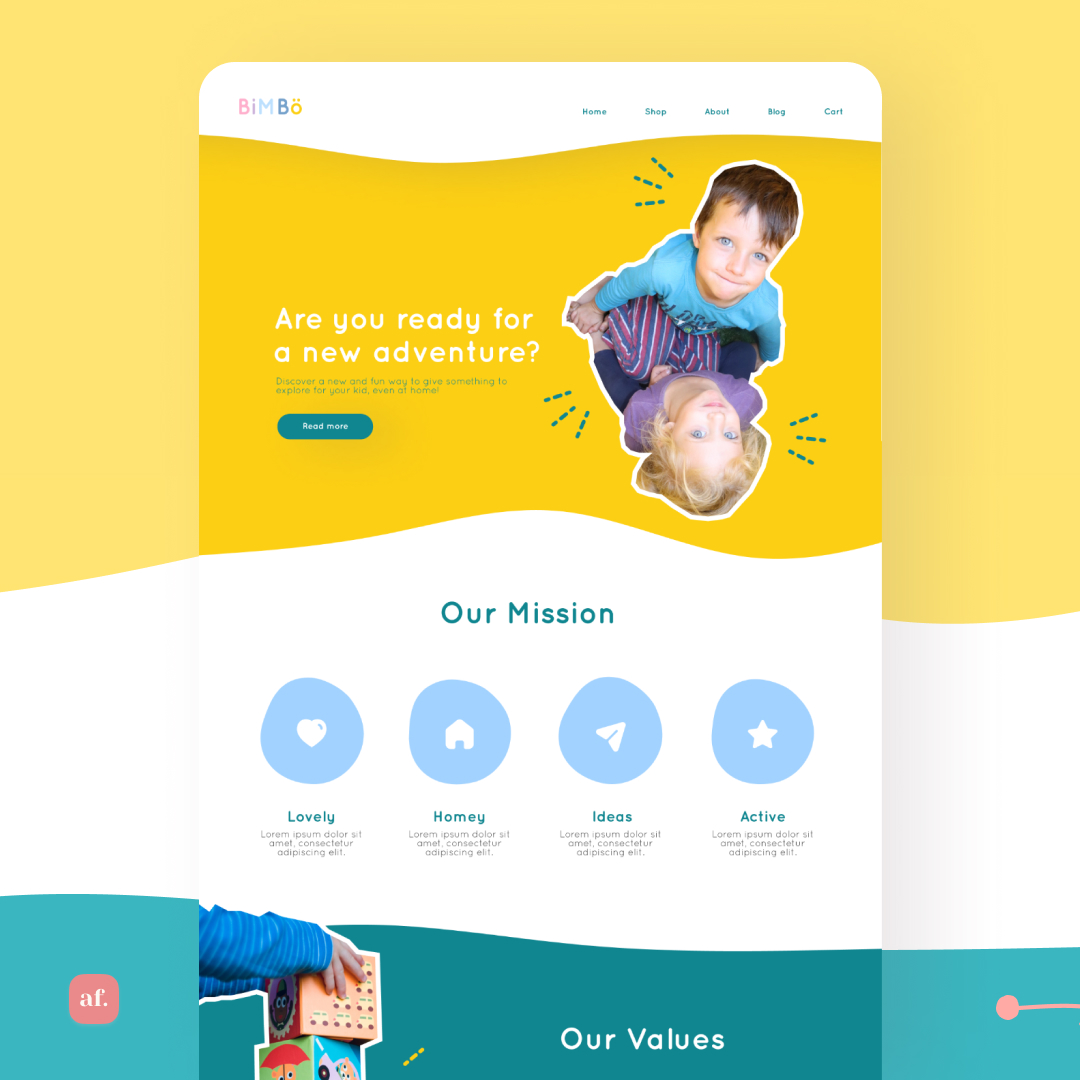 BiMBö
Home Shop About Blog Cart
Are you ready for
a new adventure?
Discover a new and fun way to give something to
explore for your kid, even at home!
Read more
Our Mission
Lovely
Lorem ipsum dolor sit
amet, consectetur
adipiscing elit.
Homey
Lorem ipsum dolor sit
amet, consectetur
adipiscing elit.
Ideas
Lorem ipsum dolor sit
amet, consectetur
adipiscing elit.
Active
Lorem ipsum dolor sit
amet, consectetur
adipiscing elit.
af.
Our Values